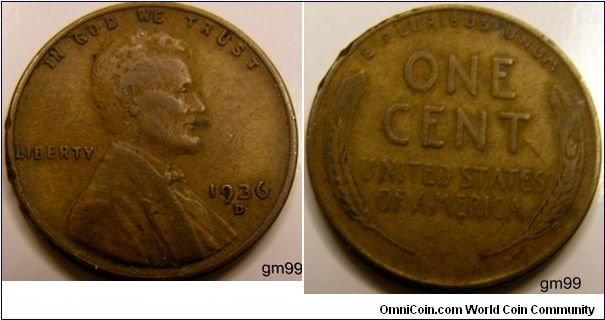 IN GOD WE TRUST
LIBERTY
1936
D
gm99
E PLURIBUS UNUM
ONE
CENT
UNITED STATES
OF AMERICA
gm99
OmniCoin.com World Coin Community